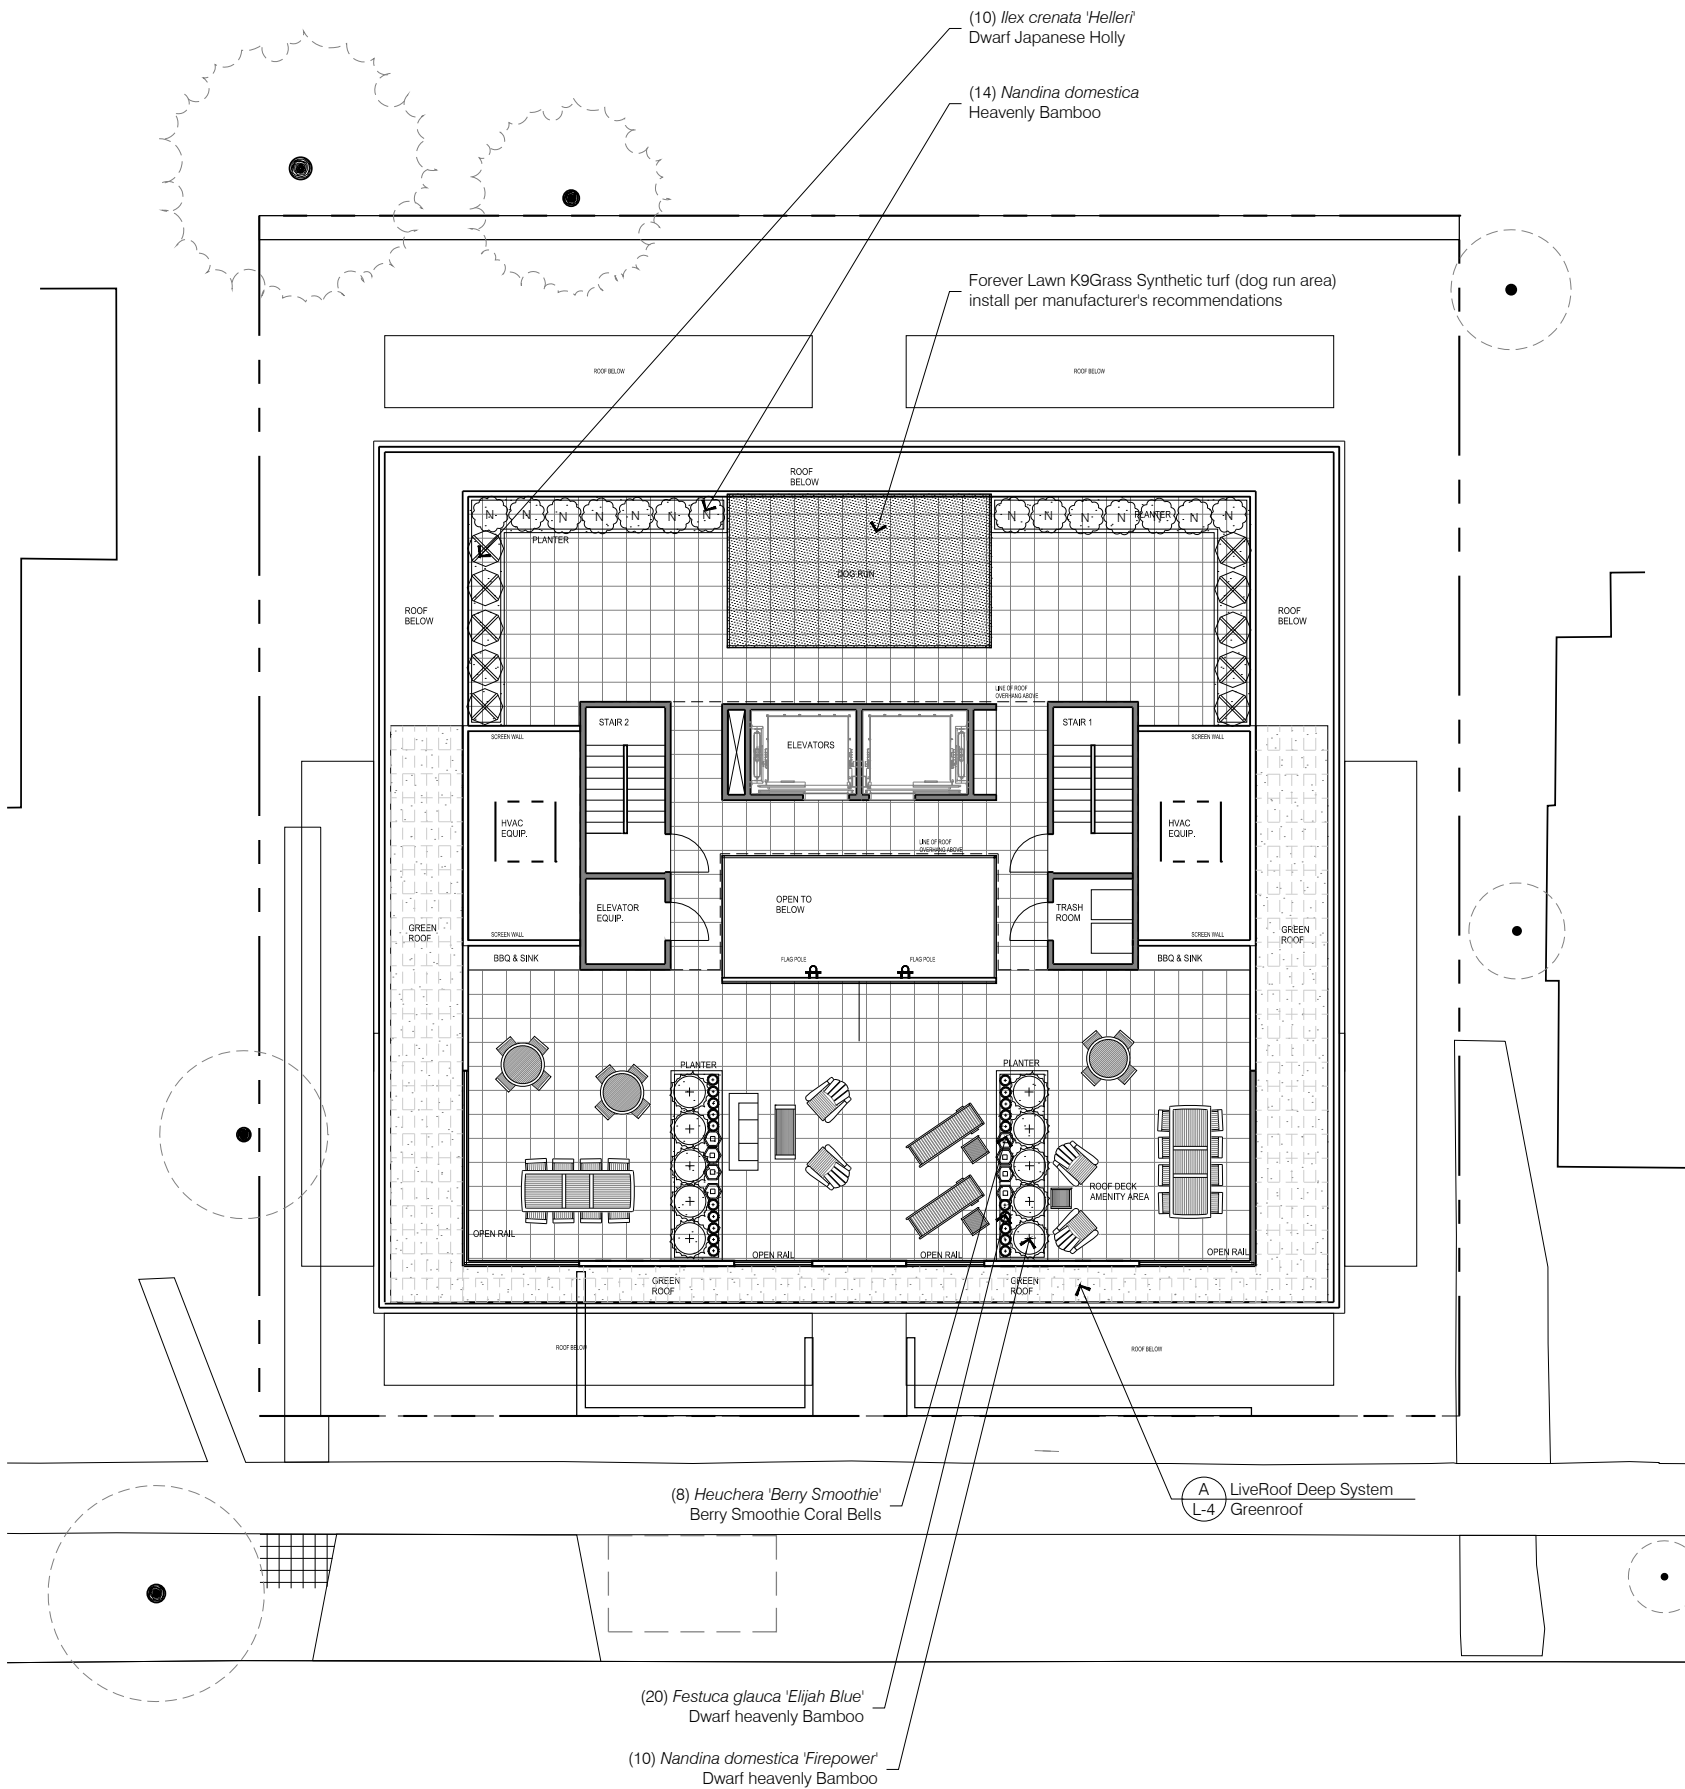 (10) Ilex crenata 'Helleri'
Dwarf Japanese Holly
(14) Nandina domestica
Heavenly Bamboo
Forever Lawn K9Grass Synthetic turf (dog run area)
install per manufacturer's recommendations
ROOF BELOW
ROOF BELOW
ROOF
BELOW
N N N N N N N
N N N N N N N
PLANTER
PLANTER
DOG RUN
ROOF
BELOW
ROOF
BELOW
LINE OF ROOF
OVERHANG ABOVE
STAIR 2
STAIR 1
SCREEN WALL
SCREEN WALL
ELEVATORS
HVAC
EQUIP.
HVAC
EQUIP.
LINE OF ROOF
OVERHANG ABOVE
OPEN TO
BELOW
ELEVATOR
EQUIP.
TRASH
ROOM
GREEN
ROOF
GREEN
ROOF
SCREEN WALL
SCREEN WALL
BBQ & SINK
BBQ & SINK
FLAG POLE
FLAG POLE
PLANTER
PLANTER
ROOF DECK
AMENITY AREA
OPEN RAIL
OPEN RAIL
OPEN RAIL
OPEN RAIL
GREEN
ROOF
GREEN
ROOF
ROOF BELOW
ROOF BELOW
(8) Heuchera 'Berry Smoothie'
Berry Smoothie Coral Bells
A
L-4
LiveRoof Deep System
Greenroof
(20) Festuca glauca 'Elijah Blue'
Dwarf heavenly Bamboo
(10) Nandina domestica 'Firepower'
Dwarf heavenly Bamboo